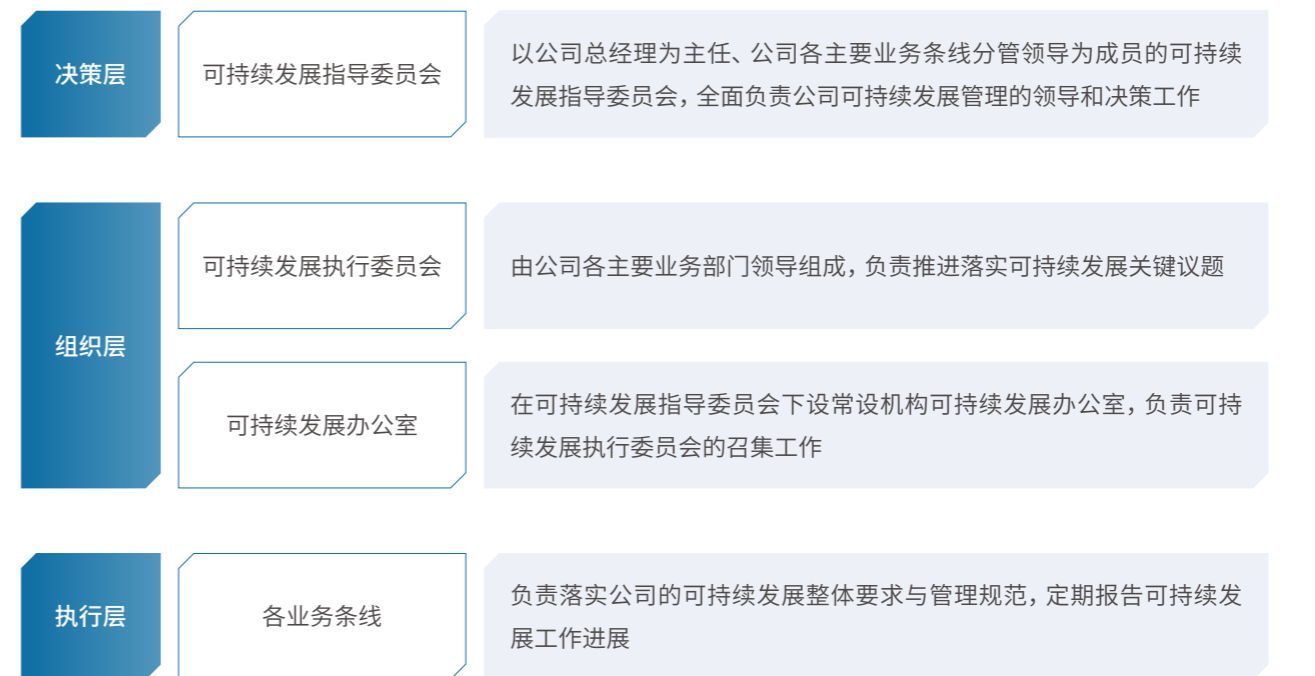 决策层
可持续发展指导委员会
以公司总经理为主任、公司各主要业务条线分管领导为成员的可持续
发展指导委员会，全面负责公司可持续发展管理的领导和决策工作
组织层
可持续发展执行委员会
由公司各主要业务部门领导组成，负责推进落实可持续发展关键议题
可持续发展办公室
在可持续发展指导委员会下设常设机构可持续发展办公室，负责可持
续发展执行委员会的召集工作
执行层
各业务条线
负责落实公司的可持续发展整体要求与管理规范，定期报告可持续发
展工作进展